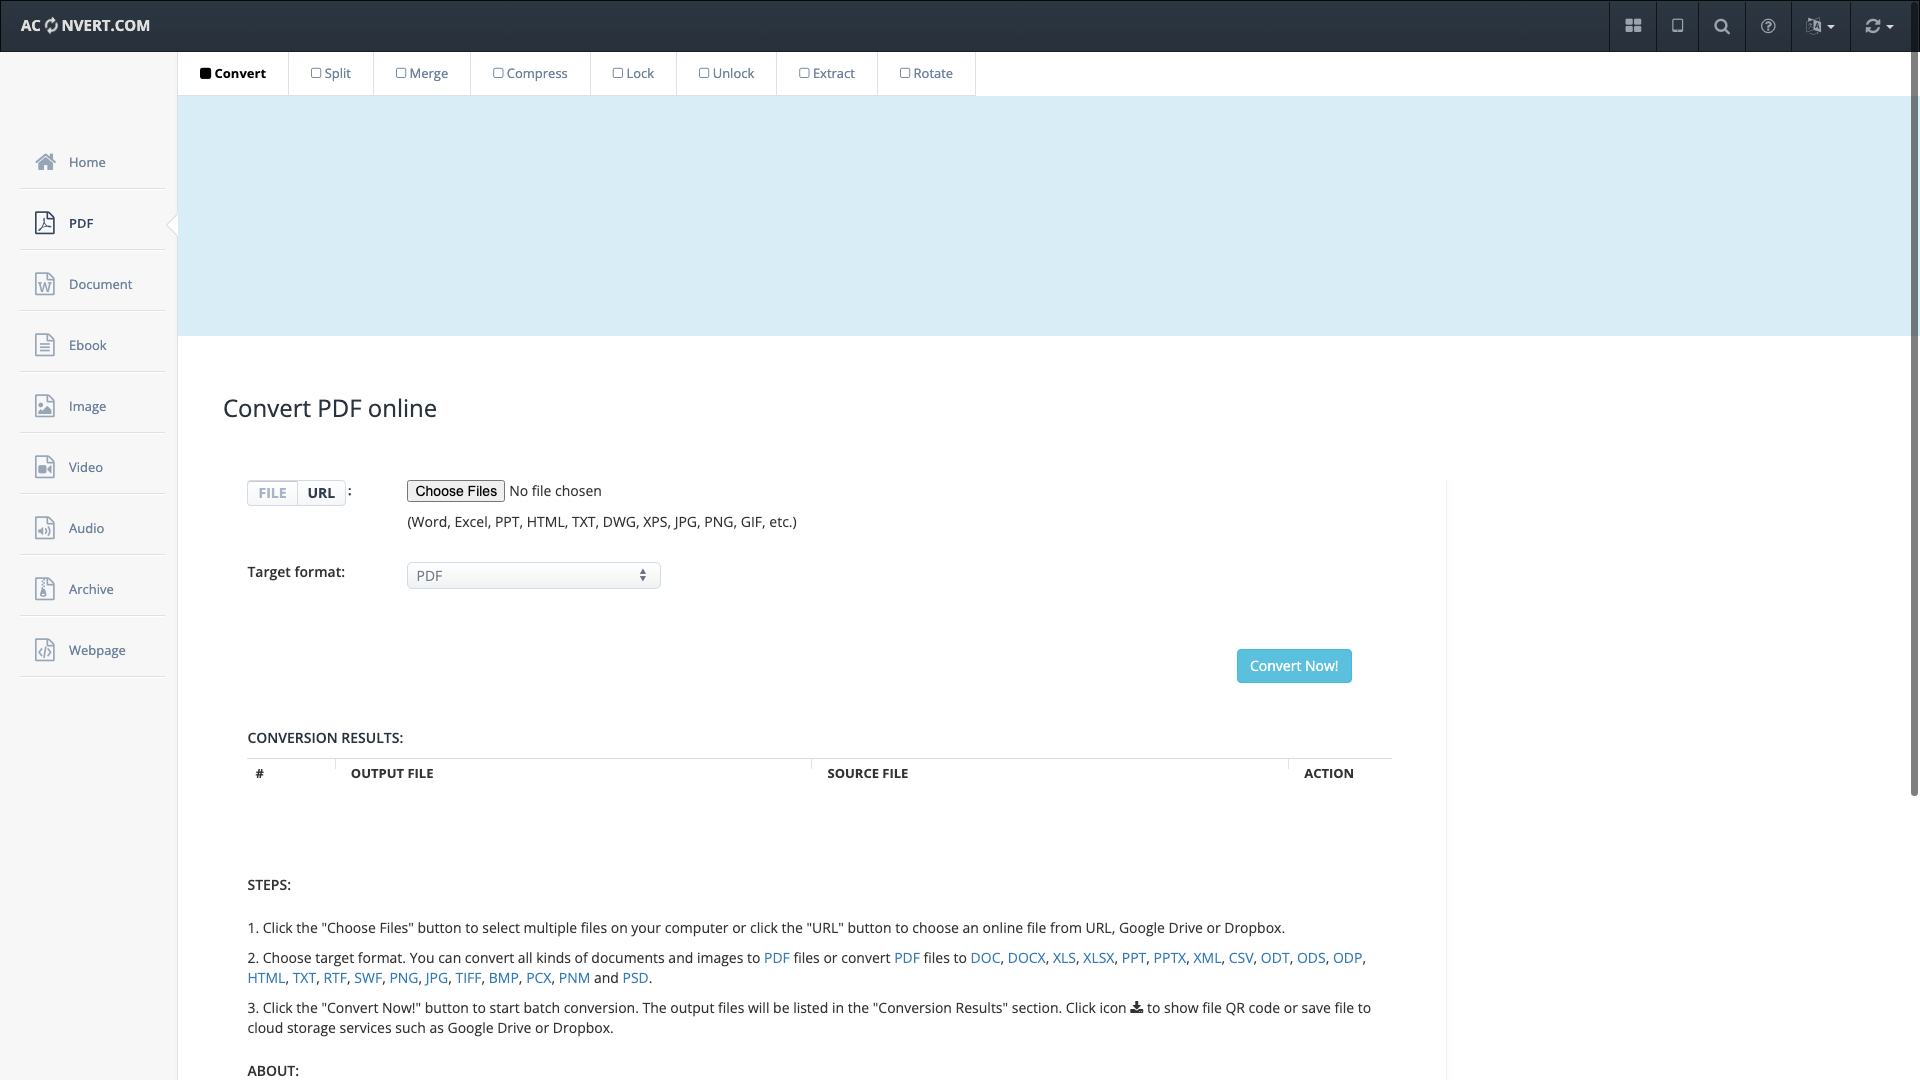 AC NVERT.COM
Convert
Split
Merge
Compress
Lock
Unlock
Extract
Rotate
Home
PDF
Document
Ebook
Image
Video
Audio
Archive
Webpage
Convert PDF online
FILE URL :
Choose Files No file chosen
(Word, Excel, PPT, HTML, TXT, DWG, XPS, JPG, PNG, GIF, etc.)
Target format:
PDF
Convert Now!
CONVERSION RESULTS:
# OUTPUT FILE SOURCE FILE ACTION
STEPS:
1. Click the "Choose Files" button to select multiple files on your computer or click the "URL" button to choose an online file from URL, Google Drive or Dropbox.
2. Choose target format. You can convert all kinds of documents and images to PDF files or convert PDF files to DOC, DOCX, XLS, XLSX, PPT, PPTX, XML, CSV, ODT, ODS, ODP,
HTML, TXT, RTF, SWF, PNG, JPG, TIFF, BMP, PCX, PNM and PSD.
3. Click the "Convert Now!" button to start batch conversion. The output files will be listed in the "Conversion Results" section. Click icon to show file QR code or save file to
cloud storage services such as Google Drive or Dropbox.
ABOUT: